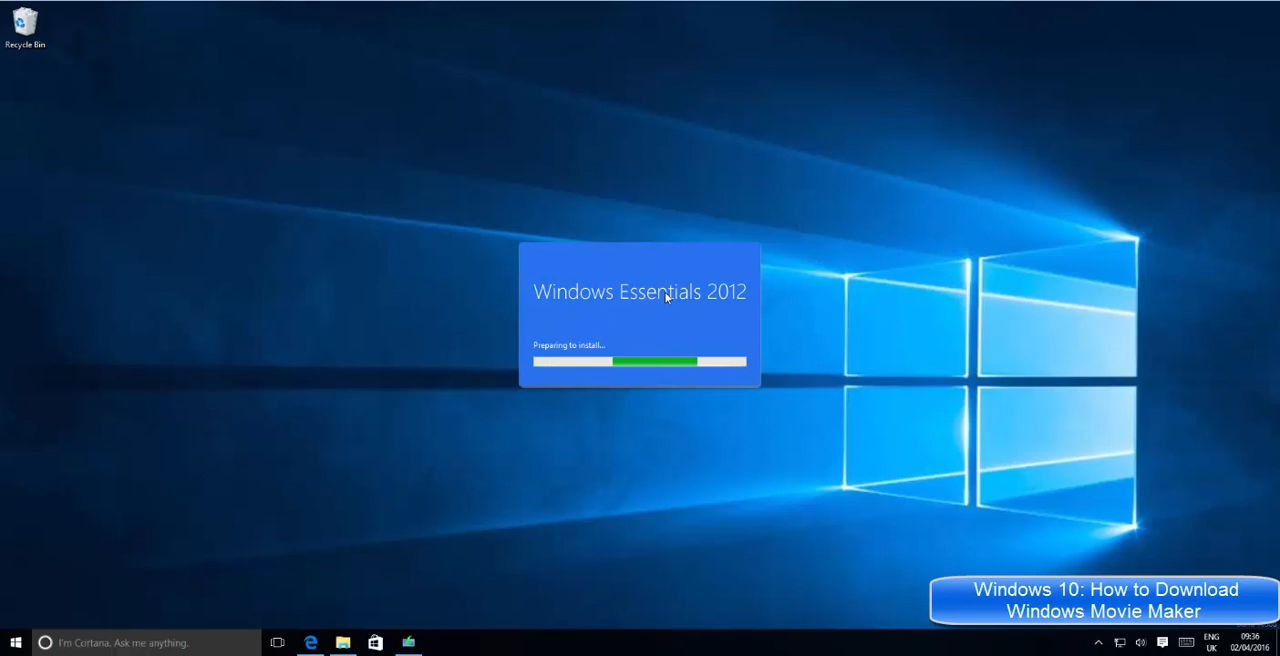 Recycle Bin
Windows Essentials 2012
Preparing to install...
Windows 10: How to Download
Windows Movie Maker
I'm Cortana. Ask me anything.
ENG
UK
09:36
02/04/2016